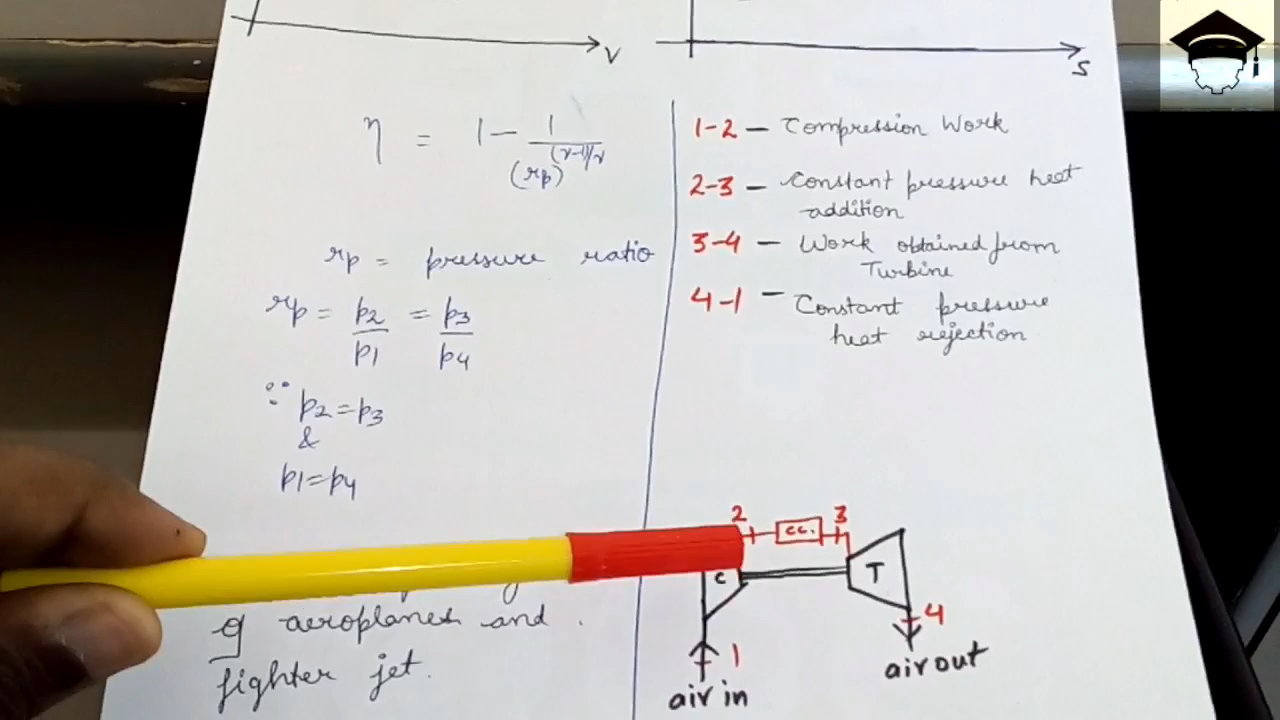 V
S
η = 1 - 1/(rp)^(γ-1)/γ
rp = pressure ratio
rp = p2/p1 = p3/p4
∵ p2 = p3
&
p1 = p4
of aeroplanes and
fighter jet.
1-2 - Compression Work
2-3 - Constant pressure heat
addition
3-4 - Work obtained from
Turbine
4-1 - Constant pressure
heat rejection
2 CC. 3
C T
4
1
air out
air in